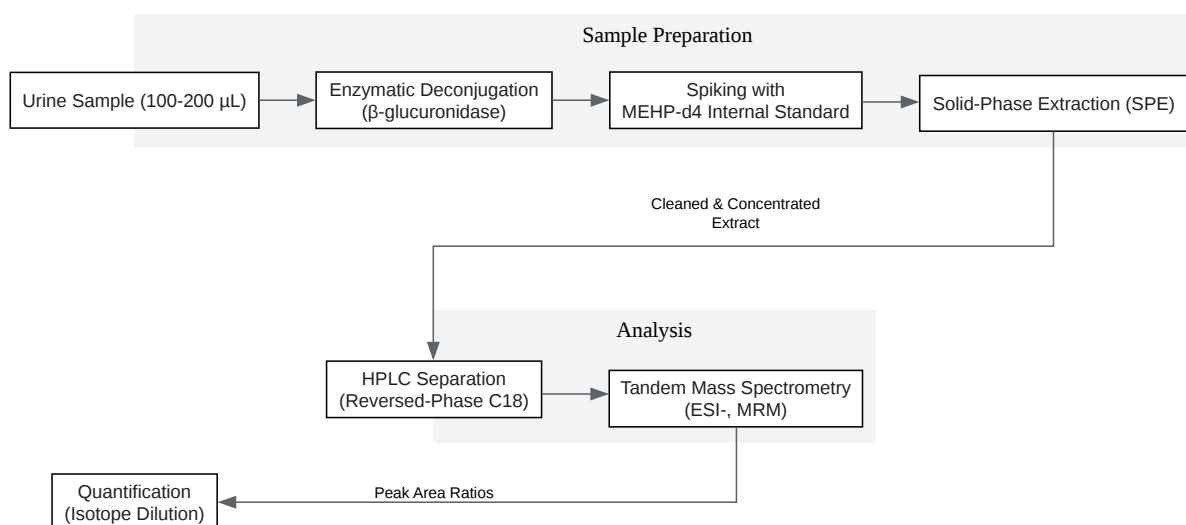 Sample Preparation
Urine Sample (100-200 µL)
Enzymatic Deconjugation
(β-glucuronidase)
Spiking with
MEHP-d4 Internal Standard
Solid-Phase Extraction (SPE)
Cleaned & Concentrated
Extract
Analysis
HPLC Separation
(Reversed-Phase C18)
Tandem Mass Spectrometry
(ESI-, MRM)
Peak Area Ratios
Quantification
(Isotope Dilution)